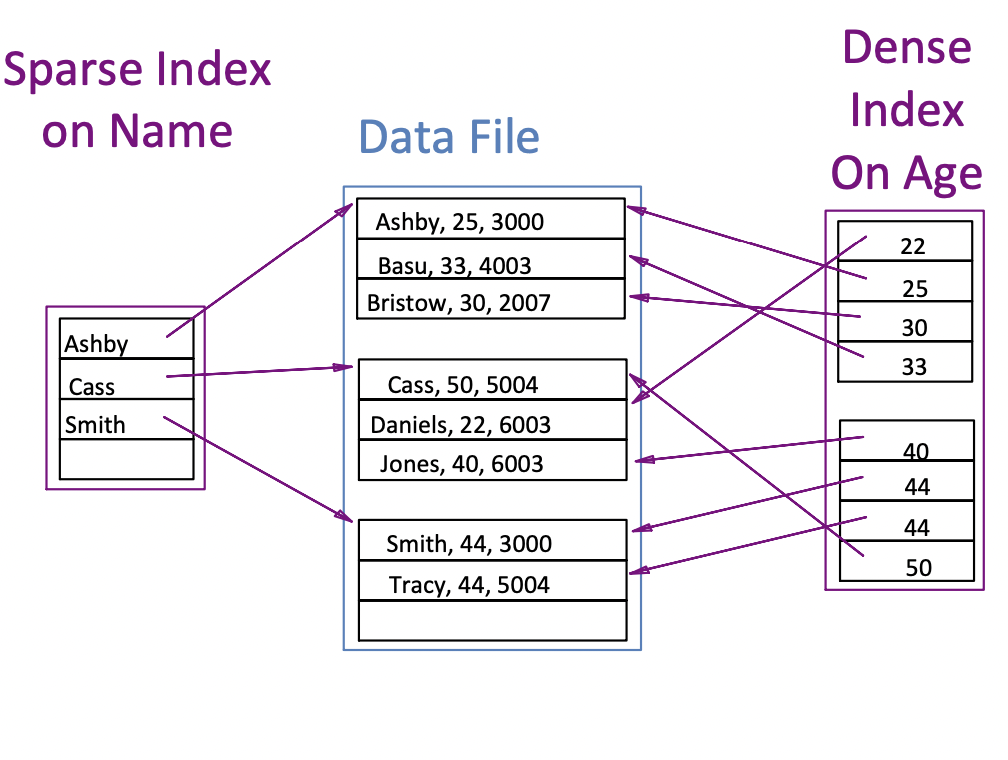 Sparse Index
on Name
Ashby
Cass
Smith
Data File
Ashby, 25, 3000
Basu, 33, 4003
Bristow, 30, 2007
Cass, 50, 5004
Daniels, 22, 6003
Jones, 40, 6003
Smith, 44, 3000
Tracy, 44, 5004
Dense
Index
On Age
22
25
30
33
40
44
44
50